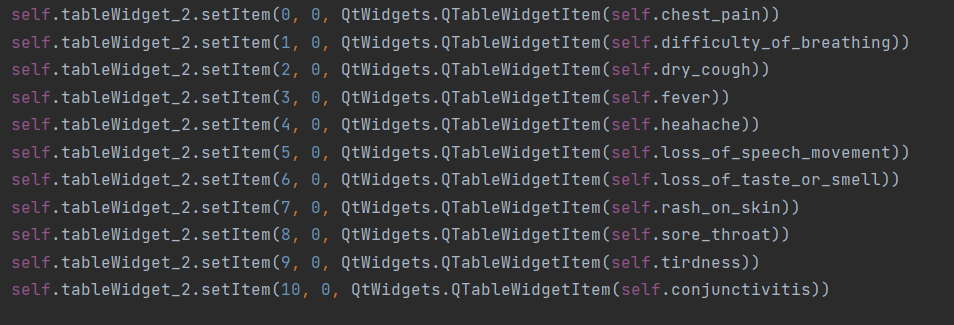 self.tableWidget_2.setItem(0, 0, QtWidgets.QTableWidgetItem(self.chest_pain))
self.tableWidget_2.setItem(1, 0, QtWidgets.QTableWidgetItem(self.difficulty_of_breathing))
self.tableWidget_2.setItem(2, 0, QtWidgets.QTableWidgetItem(self.dry_cough))
self.tableWidget_2.setItem(3, 0, QtWidgets.QTableWidgetItem(self.fever))
self.tableWidget_2.setItem(4, 0, QtWidgets.QTableWidgetItem(self.heahache))
self.tableWidget_2.setItem(5, 0, QtWidgets.QTableWidgetItem(self.loss_of_speech_movement))
self.tableWidget_2.setItem(6, 0, QtWidgets.QTableWidgetItem(self.loss_of_taste_or_smell))
self.tableWidget_2.setItem(7, 0, QtWidgets.QTableWidgetItem(self.rash_on_skin))
self.tableWidget_2.setItem(8, 0, QtWidgets.QTableWidgetItem(self.sore_throat))
self.tableWidget_2.setItem(9, 0, QtWidgets.QTableWidgetItem(self.tirdness))
self.tableWidget_2.setItem(10, 0, QtWidgets.QTableWidgetItem(self.conjunctivitis))